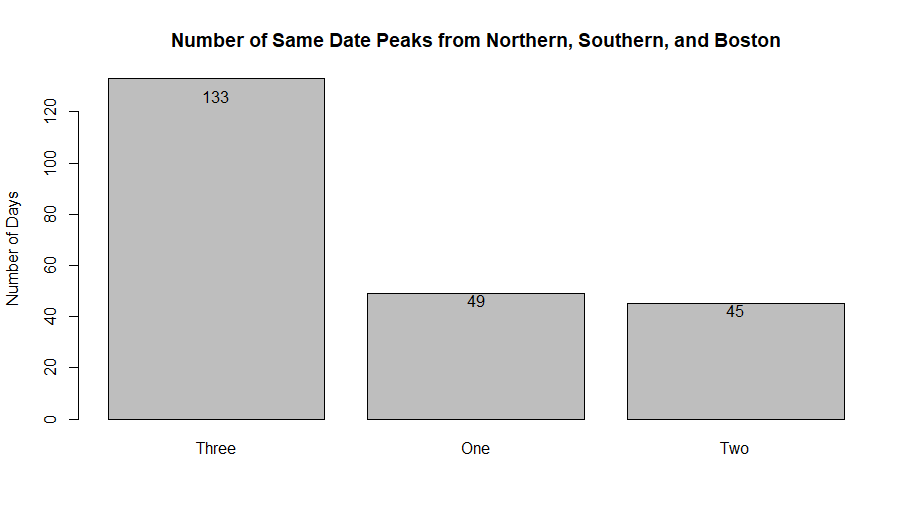 Number of Same Date Peaks from Northern, Southern, and Boston
Number of Days
120
100
80
60
40
20
0
133
49
45
Three
One
Two